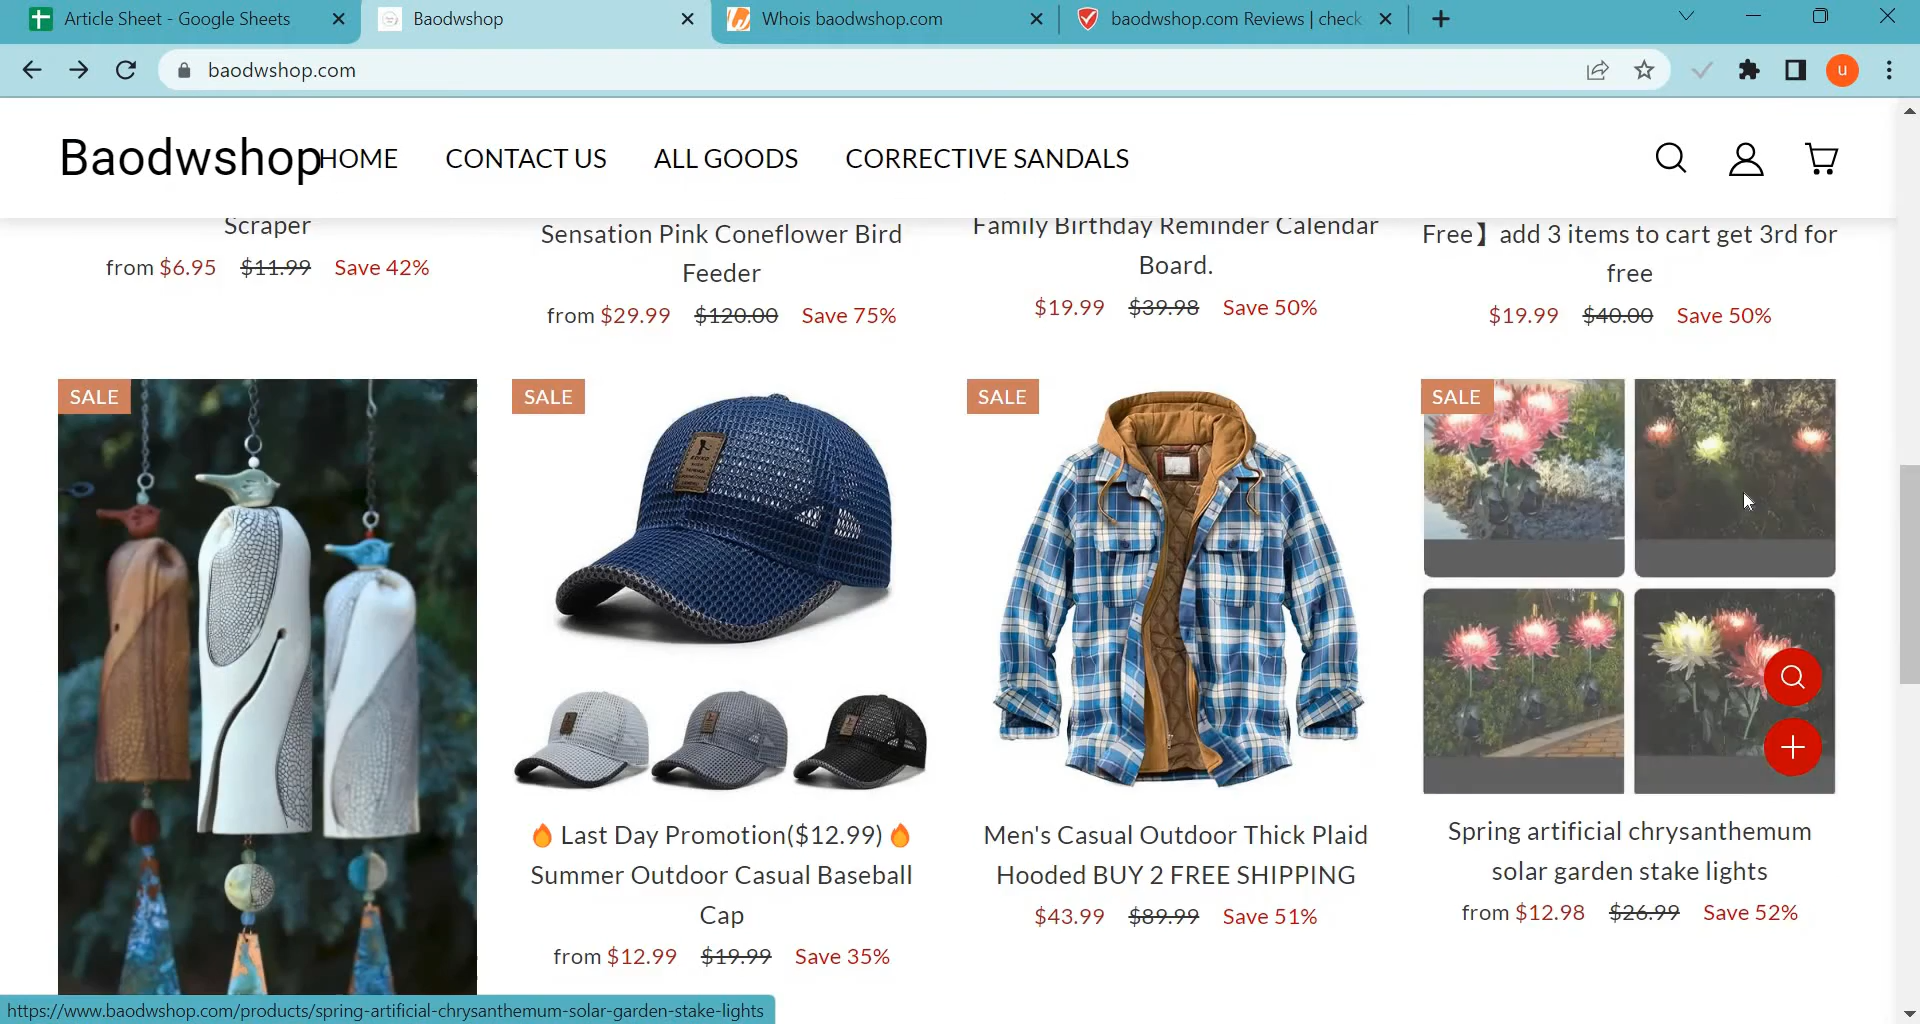 Article Sheet - Google Sheets
Baodwshop
Whois baodwshop.com
baodwshop.com Reviews | check
baodwshop.com
u
Baodwshop
HOME
CONTACT US
ALL GOODS
CORRECTIVE SANDALS
Scraper
from $6.95 $11.99 Save 42%
Sensation Pink Coneflower Bird
Feeder
from $29.99 $120.00 Save 75%
Family Birthday Reminder Calendar
Board.
$19.99 $39.98 Save 50%
Free】add 3 items to cart get 3rd for
free
$19.99 $40.00 Save 50%
SALE
SALE
SALE
SALE
🔥 Last Day Promotion($12.99) 🔥
Summer Outdoor Casual Baseball
Cap
from $12.99 $19.99 Save 35%
Men's Casual Outdoor Thick Plaid
Hooded BUY 2 FREE SHIPPING
$43.99 $89.99 Save 51%
Spring artificial chrysanthemum
solar garden stake lights
from $12.98 $26.99 Save 52%
https://www.baodwshop.com/products/spring-artificial-chrysanthemum-solar-garden-stake-lights